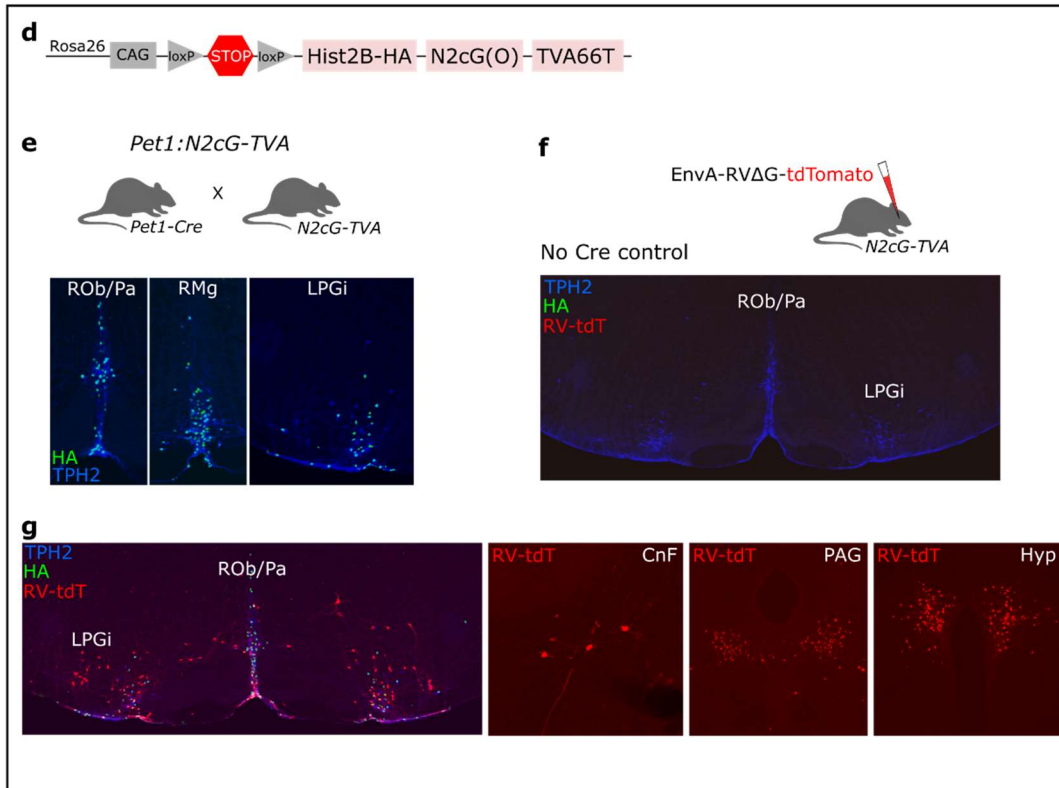 d
Rosa26
CAG
loxP
STOP
loxP
Hist2B-HA
N2cG(O)
TVA66T
e
Pet1:N2cG-TVA
X
Pet1-Cre
N2cG-TVA
ROb/Pa
RMg
LPGi
HA
TPH2
f
EnvA-RVΔG-tdTomato
N2cG-TVA
No Cre control
TPH2
HA
RV-tdT
ROb/Pa
LPGi
g
TPH2
HA
RV-tdT
ROb/Pa
LPGi
RV-tdT CnF
RV-tdT PAG
RV-tdT Hyp